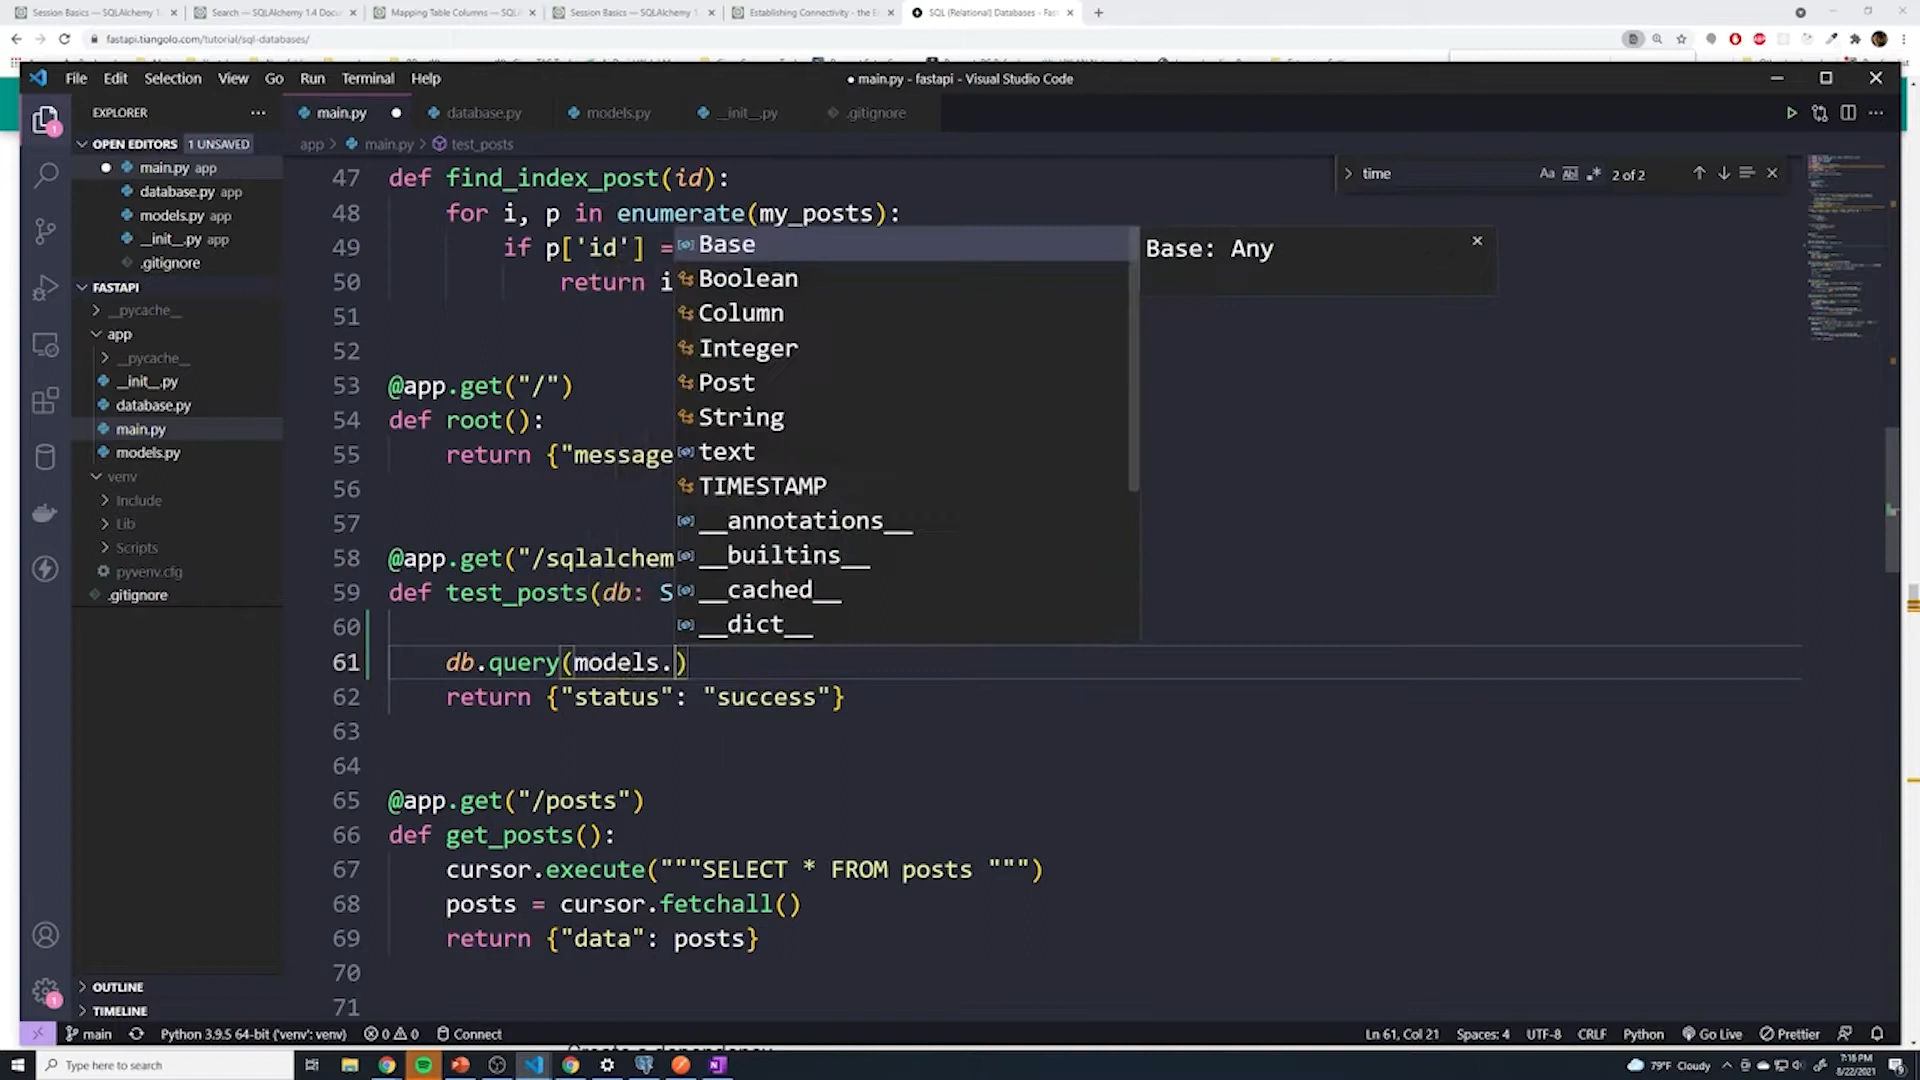 Session Basics — SQLAlchemy 1.4
Search — SQLAlchemy 1.4 Docume
Mapping Table Columns — SQL
Session Basics — SQLAlchemy 1.4
Establishing Connectivity - the E
SQL (Relational) Databases - Fast
fastapi.tiangolo.com/tutorial/sql-databases/
File Edit Selection View Go Run Terminal Help
● main.py - fastapi - Visual Studio Code
EXPLORER
main.py database.py models.py __init__.py .gitignore
OPEN EDITORS 1 UNSAVED
app > main.py > test_posts
main.py app
database.py app
models.py app
__init__.py app
.gitignore
FASTAPI
__pycache__
app
__pycache__
__init__.py
database.py
main.py
models.py
venv
Include
Lib
Scripts
pyvenv.cfg
.gitignore
OUTLINE
TIMELINE
time Aa Ab .* 2 of 2
47 def find_index_post(id):
48 for i, p in enumerate(my_posts):
49 if p['id'] =
50 return i
51
52
53 @app.get("/")
54 def root():
55 return {"message
56
57
58 @app.get("/sqlalchem
59 def test_posts(db: S
60
61 db.query(models.)
62 return {"status": "success"}
63
64
65 @app.get("/posts")
66 def get_posts():
67 cursor.execute("""SELECT * FROM posts """)
68 posts = cursor.fetchall()
69 return {"data": posts}
70
71
Base
Boolean
Column
Integer
Post
String
text
TIMESTAMP
__annotations__
__builtins__
__cached__
__dict__
Base: Any
main Python 3.9.5 64-bit ('venv': venv) 0 0 Connect
Ln 61, Col 21 Spaces: 4 UTF-8 CRLF Python Go Live Prettier
Type here to search
79°F Cloudy
7:16 PM
8/22/2021